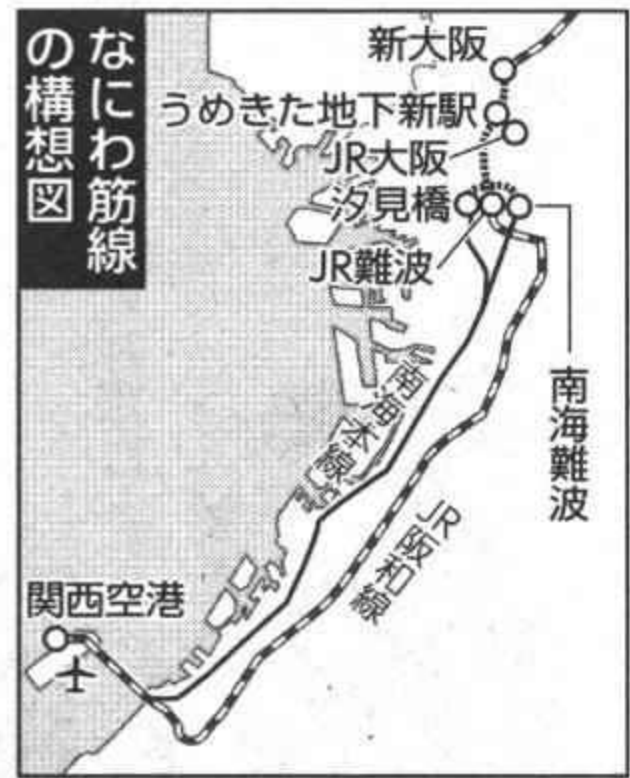 なにわ筋線
の構想図
新大阪
うめきた地下新駅
JR大阪
汐見橋
JR難波
南海難波
南海本線
JR阪和線
関西空港